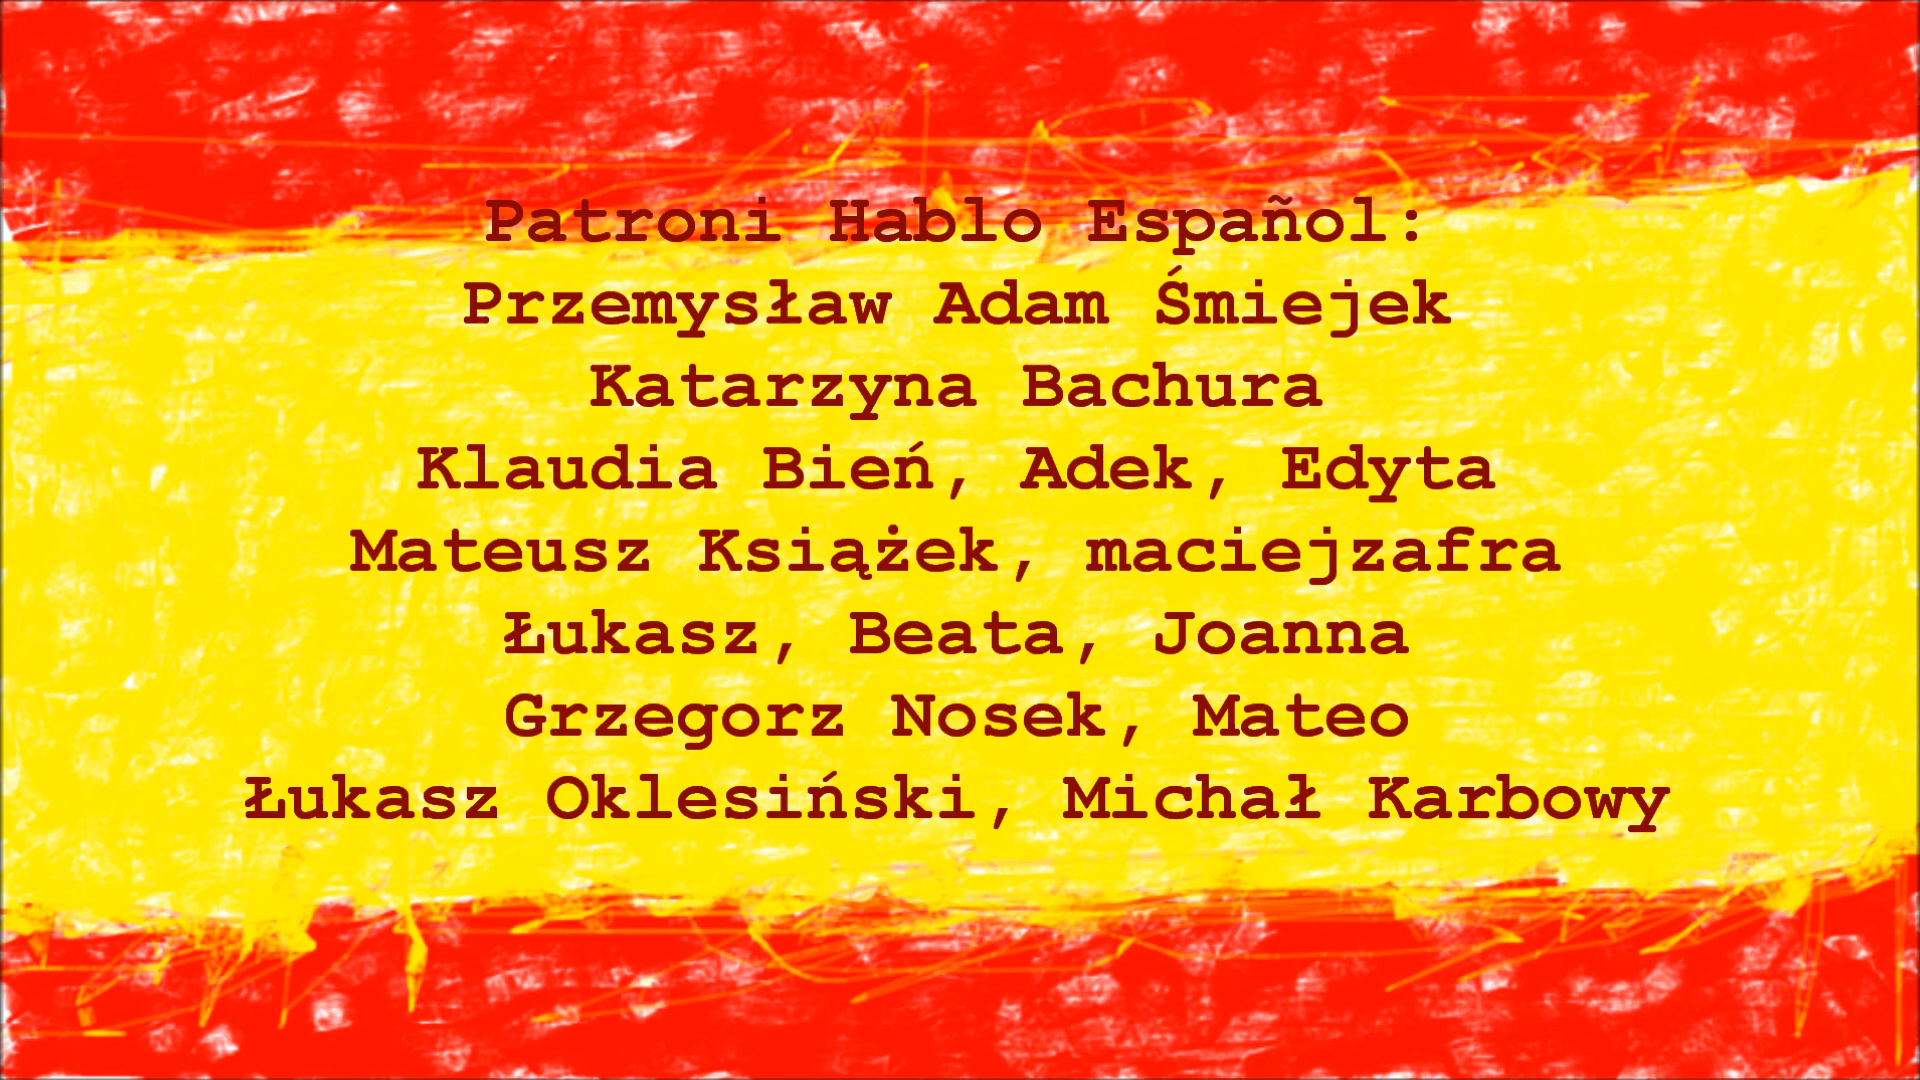 Patroni Hablo Español:
Przemysław Adam Śmiejek
Katarzyna Bachura
Klaudia Bień, Adek, Edyta
Mateusz Książek, maciejzafra
Łukasz, Beata, Joanna
Grzegorz Nosek, Mateo
Łukasz Oklesiński, Michał Karbowy